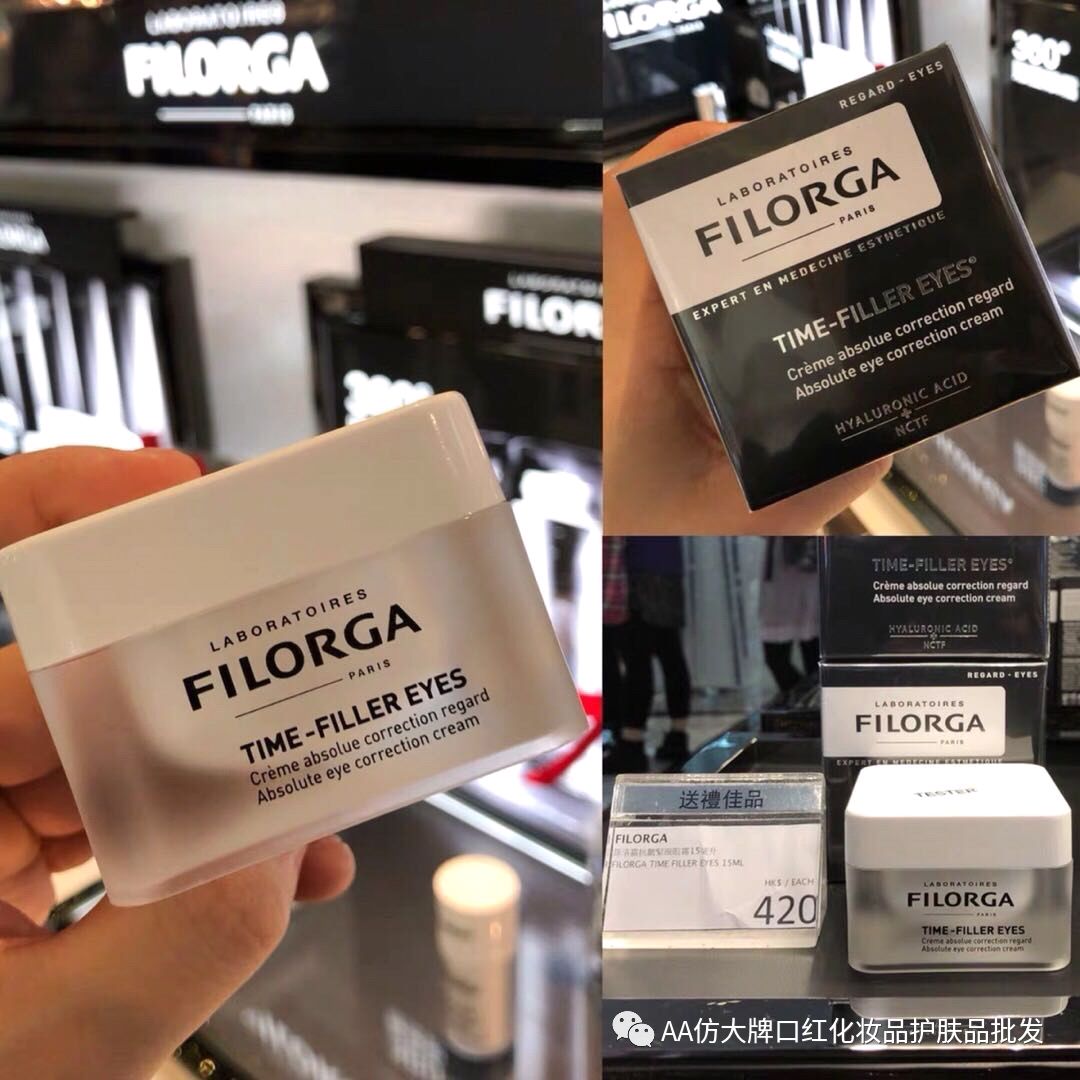 LABORATOIRES
FILORGA
FILORGA
LABORATOIRES
FILORGA
PARIS
TIME-FILLER EYES
Crème absolue correction regard
Absolute eye correction cream
FILORGA
360°
REGARD - EYES
LABORATOIRES
FILORGA
PARIS
EXPERT EN MEDECINE ESTHETIQUE
TIME-FILLER EYES®
Crème absolue correction regard
Absolute eye correction cream
HYALURONIC ACID
+
NCTF
TIME-FILLER EYES®
Crème absolue correction regard
Absolute eye correction cream
HYALURONIC ACID
+
NCTF
REGARD - EYES
LABORATOIRES
FILORGA
PARIS
EXPERT EN MEDECINE ESTHETIQUE
送禮佳品
FILORGA
FILORGA TIME FILLER EYES 15ML
HK$ / EACH
420
TESTER
LABORATOIRES
FILORGA
PARIS
TIME-FILLER EYES
Crème absolue correction regard
Absolute eye correction cream
AA仿大牌口红化妆品护肤品批发